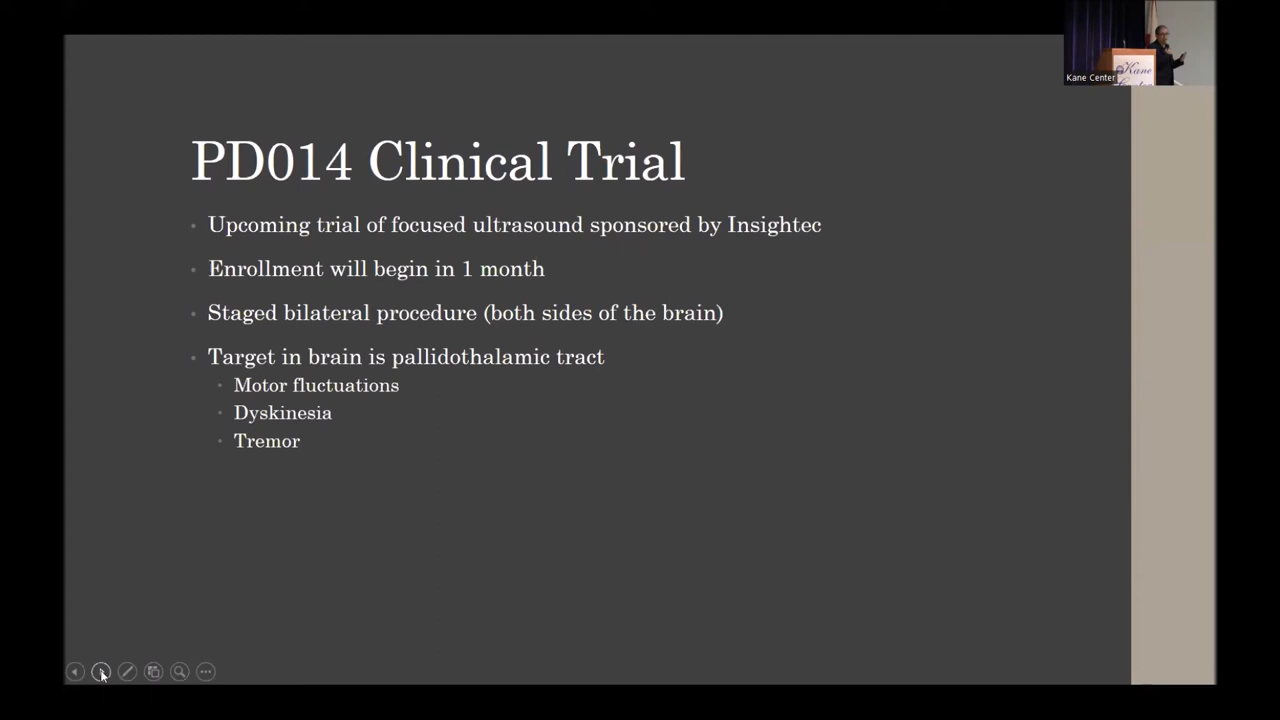 Kane Center
Kane
PD014 Clinical Trial
Upcoming trial of focused ultrasound sponsored by Insightec
Enrollment will begin in 1 month
Staged bilateral procedure (both sides of the brain)
Target in brain is pallidothalamic tract
Motor fluctuations
Dyskinesia
Tremor